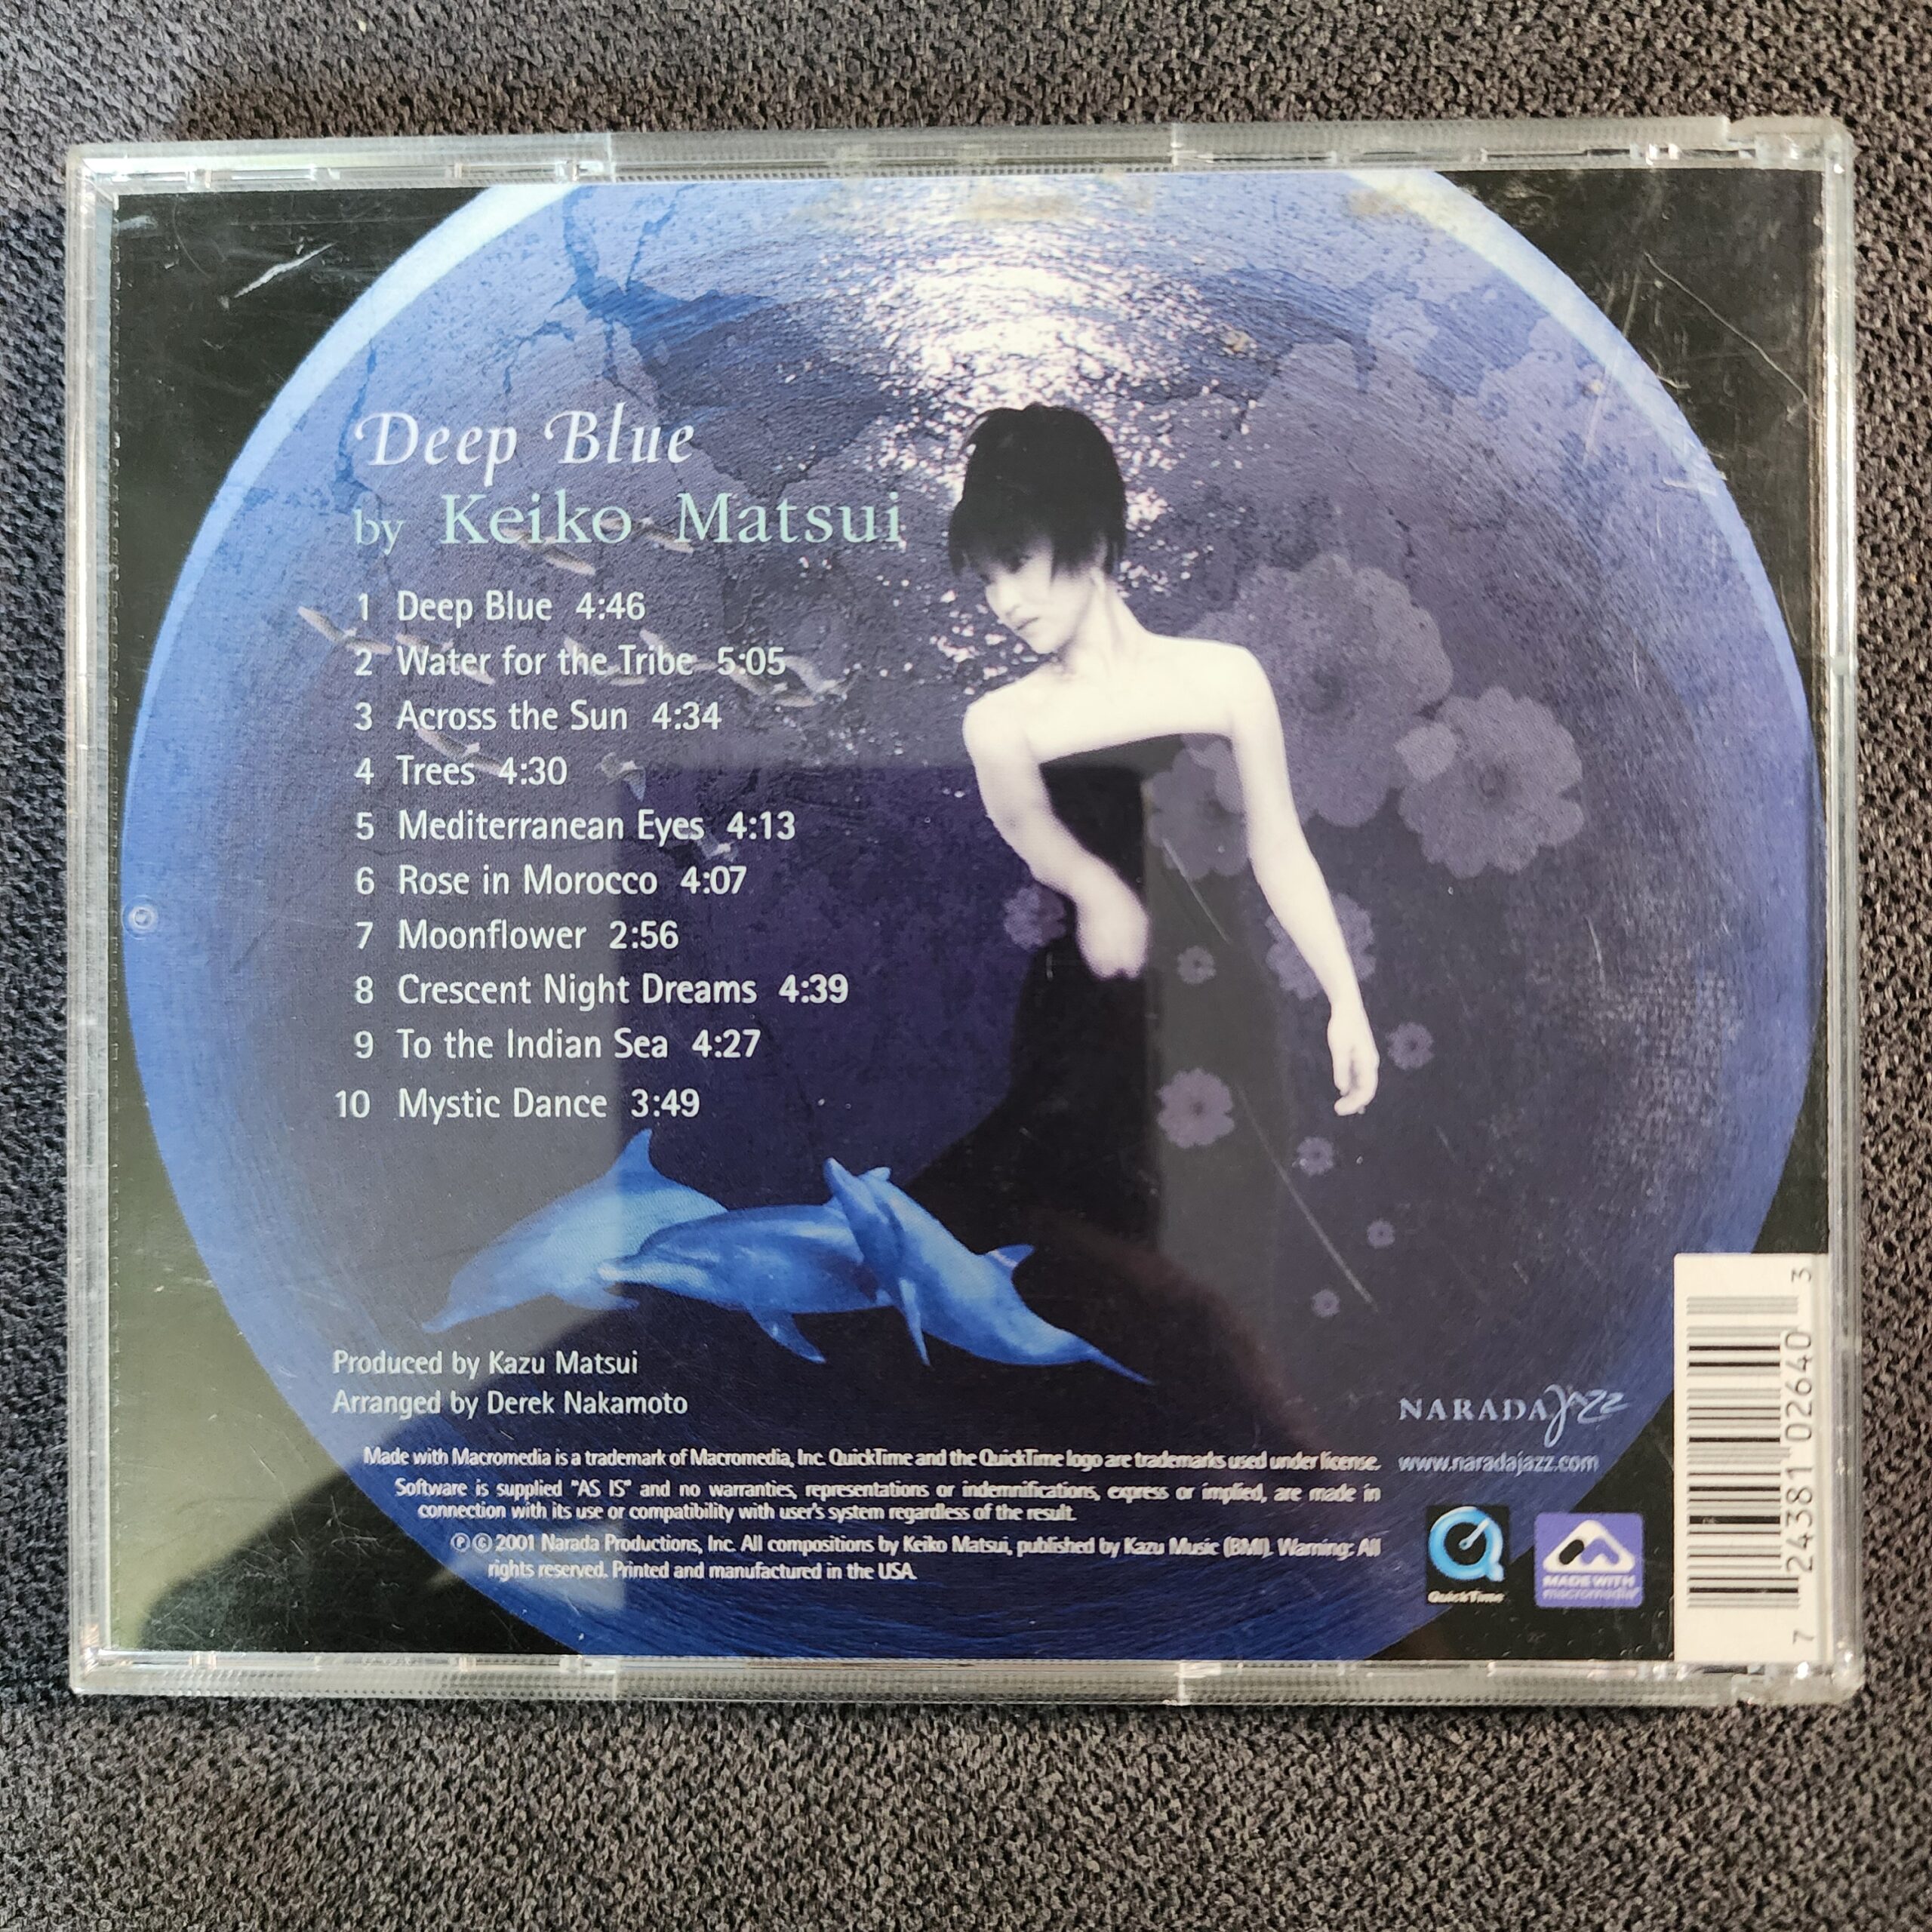 Deep Blue
by Keiko Matsui
1 Deep Blue 4:46
2 Water for the Tribe 5:05
3 Across the Sun 4:34
4 Trees 4:30
5 Mediterranean Eyes 4:13
6 Rose in Morocco 4:07
7 Moonflower 2:56
8 Crescent Night Dreams 4:39
9 To the Indian Sea 4:27
10 Mystic Dance 3:49
Produced by Kazu Matsui
Arranged by Derek Nakamoto
Made with Macromedia is a trademark of Macromedia, Inc. QuickTime and the QuickTime logo are trademarks used under license.
Software is supplied "AS IS" and no warranties, representations or indemnifications, express or implied, are made in
connection with its use or compatibility with user's system regardless of the result.
℗ © 2001 Narada Productions, Inc. All compositions by Keiko Matsui, published by Kazu Music (BMI). Warning: All
rights reserved. Printed and manufactured in the USA.
NARADA Jazz
www.naradajazz.com
QuickTime
MADE WITH
macromedia
7 24381 02640 3